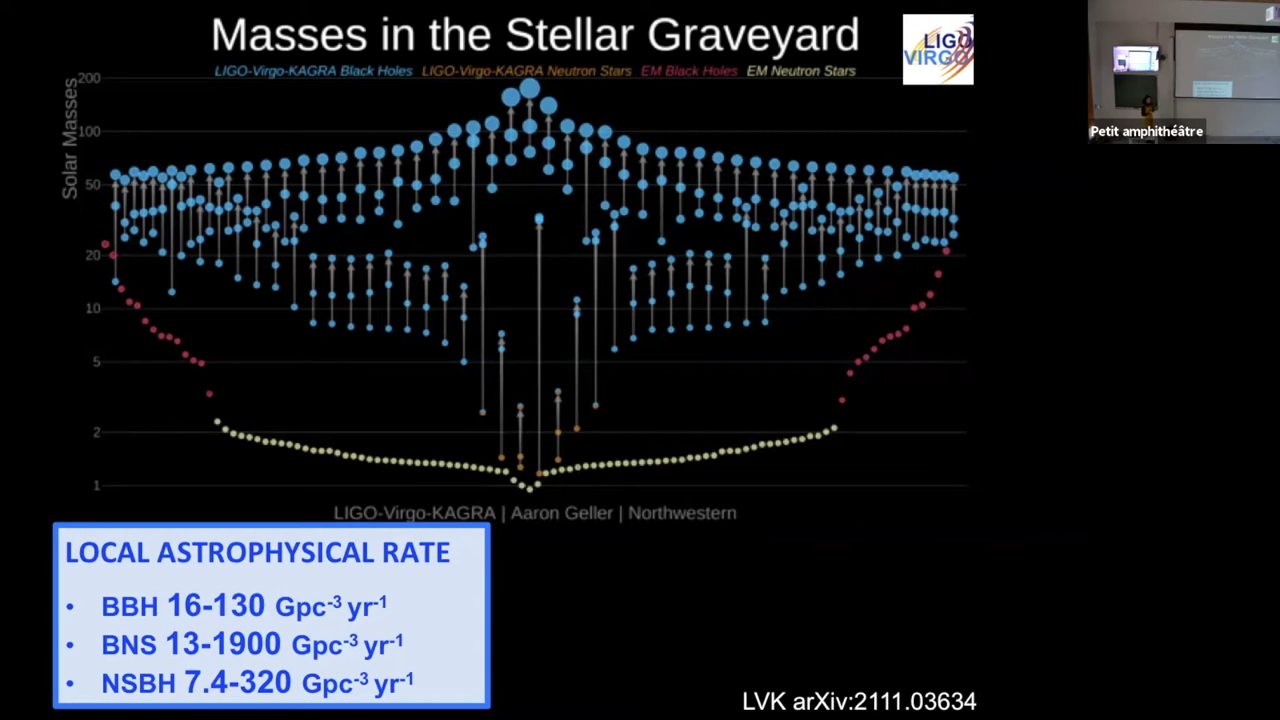 Masses in the Stellar Graveyard
LIGO-Virgo-KAGRA Black Holes LIGO-Virgo-KAGRA Neutron Stars EM Black Holes EM Neutron Stars
LIGO
VIRGO
Solar Masses
200
100
50
20
10
5
2
1
LIGO-Virgo-KAGRA | Aaron Geller | Northwestern
LOCAL ASTROPHYSICAL RATE
• BBH 16-130 Gpc⁻³ yr⁻¹
• BNS 13-1900 Gpc⁻³ yr⁻¹
• NSBH 7.4-320 Gpc⁻³ yr⁻¹
LVK arXiv:2111.03634
Petit amphithéâtre